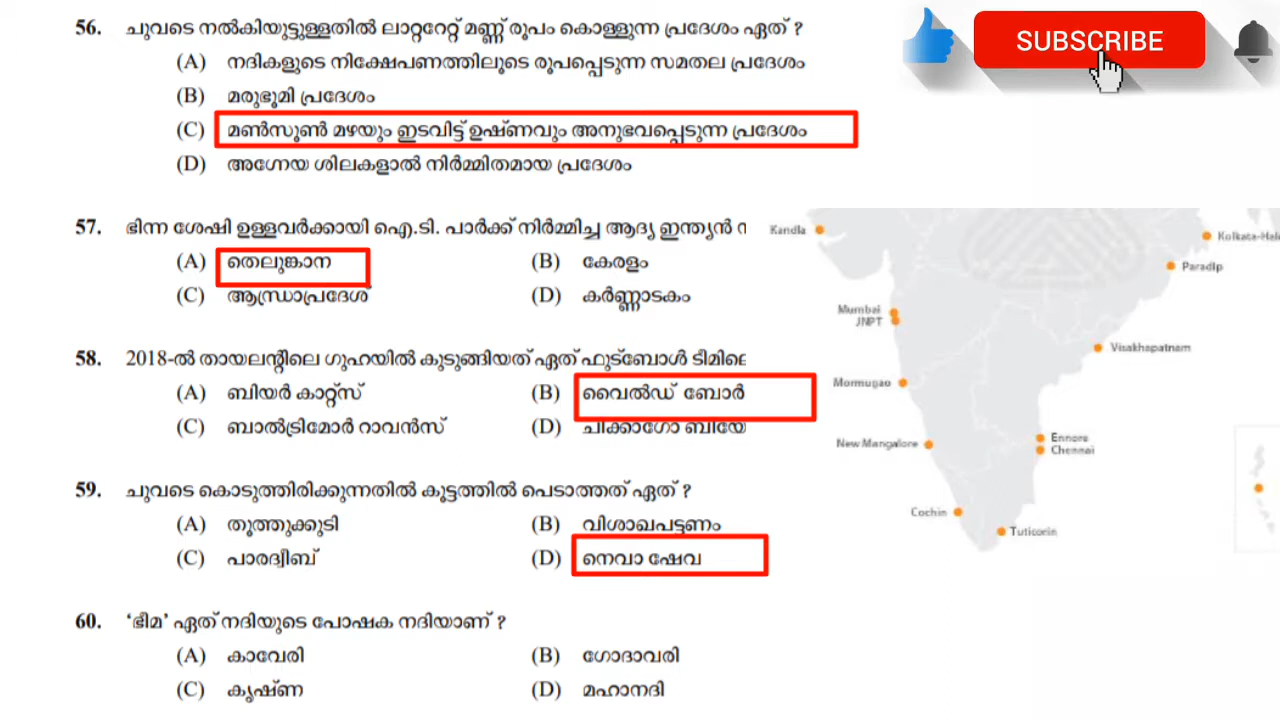 56. ചുവടെ നൽകിയുട്ടുള്ളതിൽ ലാറ്ററേറ്റ് മണ്ണ് രൂപം കൊള്ളുന്ന പ്രദേശം ഏത് ?
(A) നദികളുടെ നിക്ഷേപണത്തിലൂടെ രൂപപ്പെടുന്ന സമതല പ്രദേശം
(B) മരുഭൂമി പ്രദേശം
(C) മൺസൂൺ മഴയും ഇടവിട്ട് ഉഷ്ണവും അനുഭവപ്പെടുന്ന പ്രദേശം
(D) അഗ്നേയ ശിലകളാൽ നിർമ്മിതമായ പ്രദേശം
SUBSCRIBE
57. ഭിന്ന ശേഷി ഉള്ളവർക്കായി ഐ.ടി. പാർക്ക് നിർമ്മിച്ച ആദ്യ ഇന്ത്യൻ
(A) തെലുങ്കാന (B) കേരളം
(C) ആന്ധ്രാപ്രദേശ് (D) കർണ്ണാടകം
58. 2018-ൽ തായലന്റിലെ ഗുഹയിൽ കുടുങ്ങിയത് ഏത് ഫുട്ബോൾ
(A) ബിയർ കാറ്റ്സ് (B) വൈൽഡ് ബോർ
(C) ബാൽട്രിമോർ റാവൻസ് (D) ചിക്കാഗോ
59. ചുവടെ കൊടുത്തിരിക്കുന്നതിൽ കൂട്ടത്തിൽ പെടാത്തത് ഏത് ?
(A) തൂത്തുക്കുടി (B) വിശാഖപട്ടണം
(C) പാരദ്വീബ് (D) നെവാ ഷേവ
60. ‘ഭീമ’ ഏത് നദിയുടെ പോഷക നദിയാണ് ?
(A) കാവേരി (B) ഗോദാവരി
(C) കൃഷ്ണ (D) മഹാനദി
Kandla
Paradip
Mumbai
JNPT
Visakhapatnam
Mormugao
Ennore
New Mangalore
Chennai
Cochin
Tuticorin